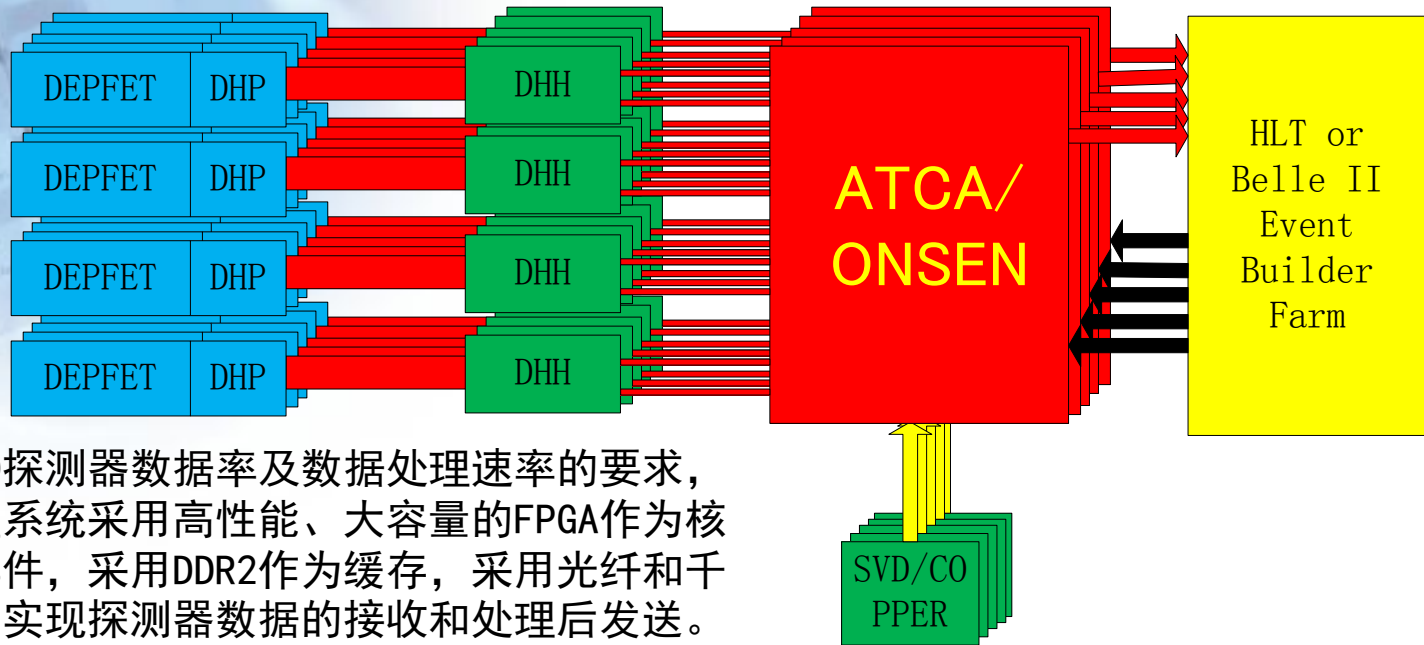 DEPFET DHP
DHH
DEPFET DHP
DHH
DEPFET DHP
DHH
DEPFET DHP
DHH
ATCA/
ONSEN
HLT or
Belle II
Event
Builder
Farm
SVD/CO
PPER
探测器数据率及数据处理速率的要求,
系统采用高性能、大容量的FPGA作为核
件,采用DDR2作为缓存,采用光纤和千
实现探测器数据的接收和处理后发送。